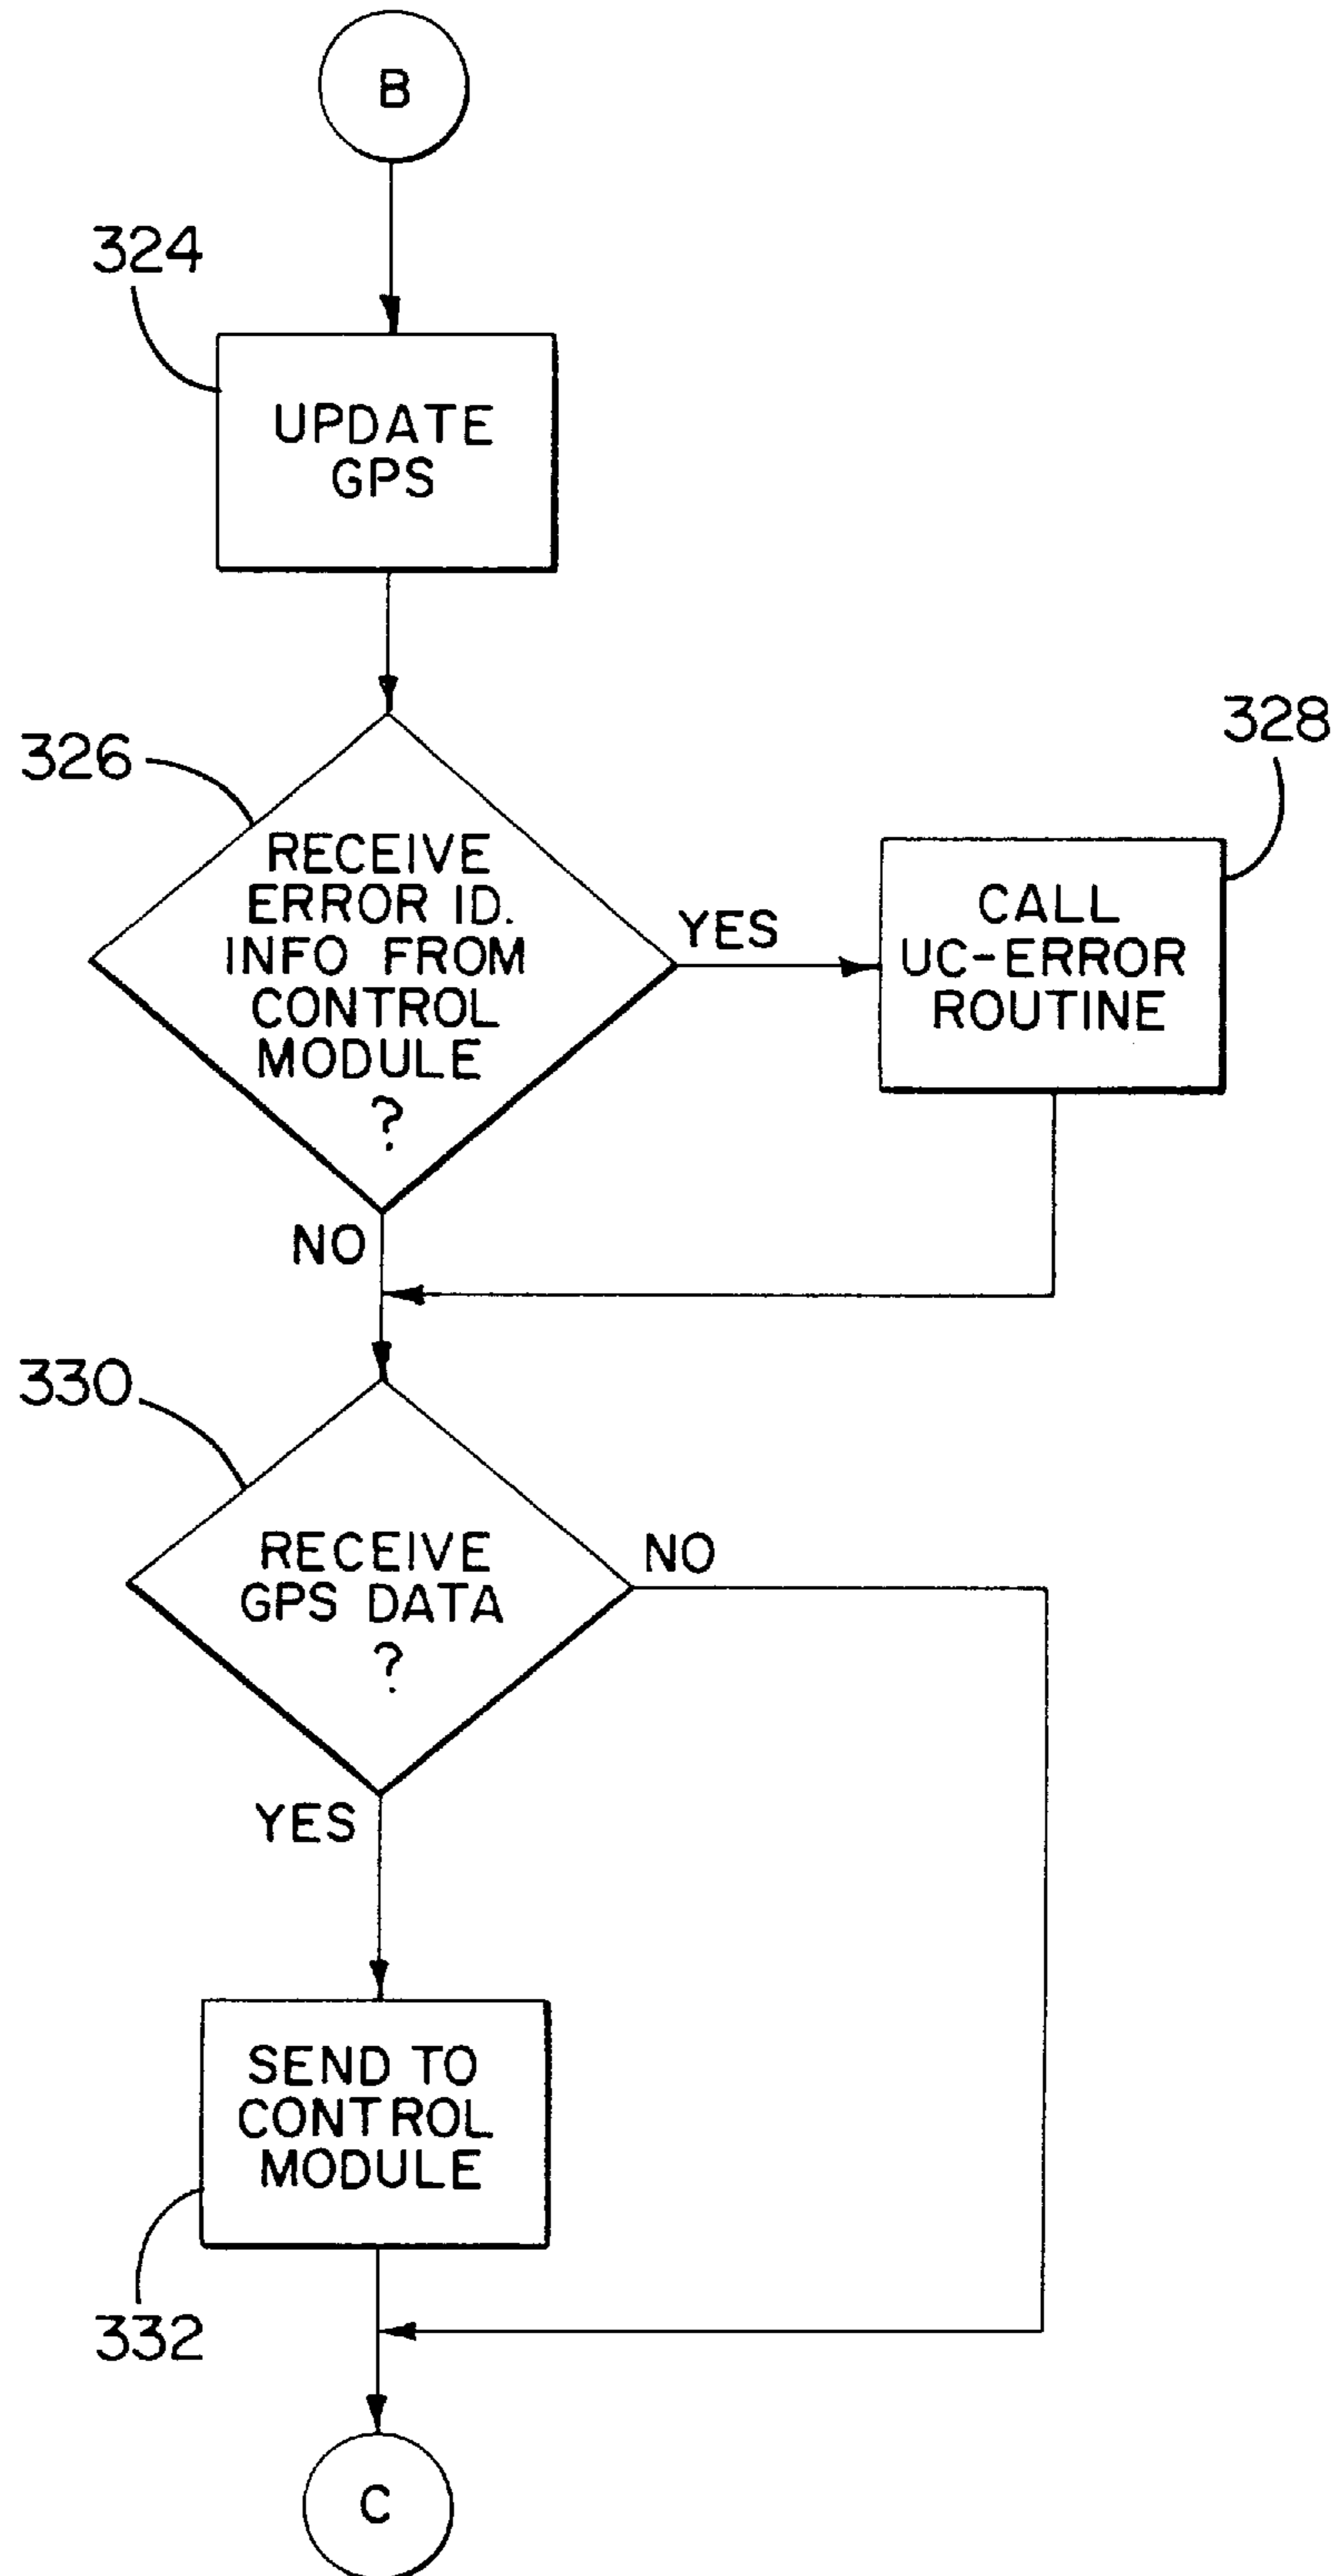 B
324
UPDATE
GPS
326
RECEIVE
ERROR ID.
INFO FROM
CONTROL
MODULE
?
YES
328
CALL
UC-ERROR
ROUTINE
NO
330
RECEIVE
GPS DATA
?
NO
YES
SEND TO
CONTROL
MODULE
332
C